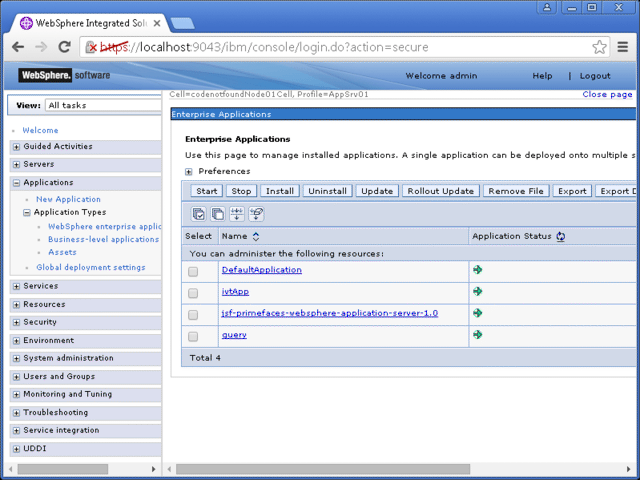 WebSphere Integrated Sol
https://localhost:9043/ibm/console/login.do?action=secure
WebSphere. software
Welcome admin
Help | Logout
Cell=codenotfoundNode01Cell, Profile=AppSrv01
Close page
View: All tasks
Welcome
Guided Activities
Servers
Applications
New Application
Application Types
WebSphere enterprise applic
Business-level applications
Assets
Global deployment settings
Services
Resources
Security
Environment
System administration
Users and Groups
Monitoring and Tuning
Troubleshooting
Service integration
UDDI
Enterprise Applications
Enterprise Applications
Use this page to manage installed applications. A single application can be deployed onto multiple s
Preferences
Start Stop Install Uninstall Update Rollout Update Remove File Export Export D
Select Name Application Status
You can administer the following resources:
DefaultApplication
ivtApp
jsf-primefaces-websphere-application-server-1.0
query
Total 4